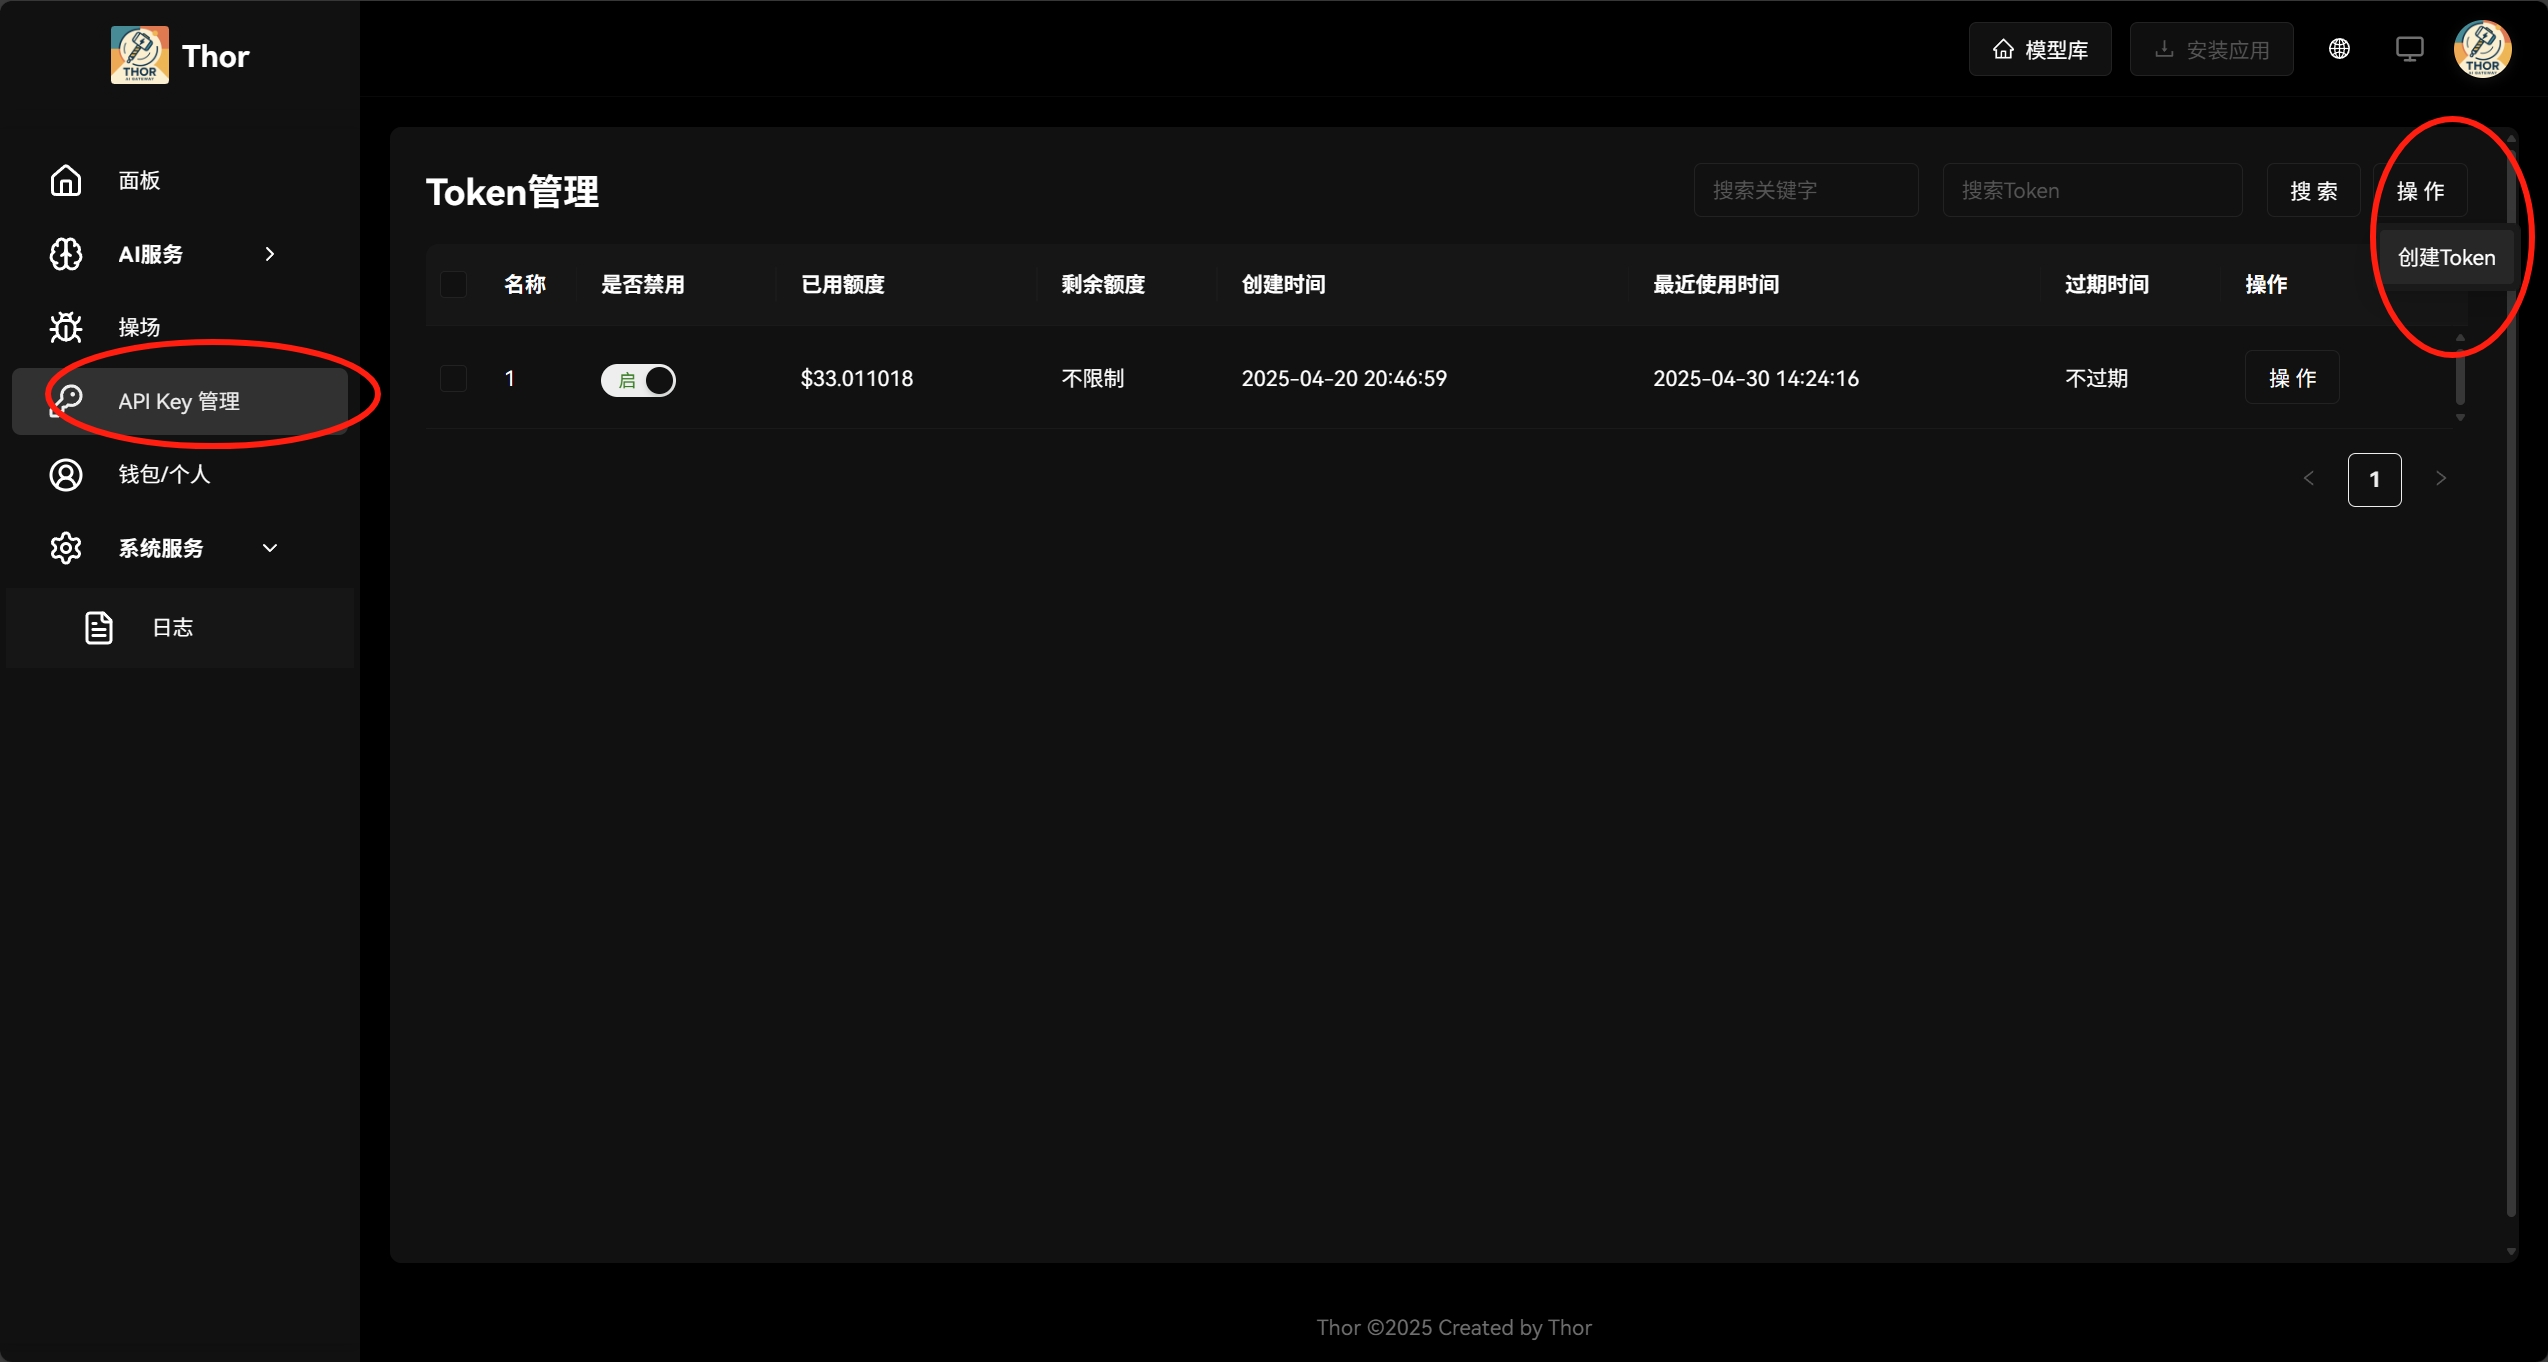 Thor
模型库
安装应用
面板
AI服务
操场
API Key 管理
钱包/个人
系统服务
日志
Token管理
搜索关键字
搜索Token
搜 索
操 作
创建Token
名称 是否禁用 已用额度 剩余额度 创建时间 最近使用时间 过期时间 操作
1 启 $33.011018 不限制 2025-04-20 20:46:59 2025-04-30 14:24:16 不过期 操 作
1
Thor ©2025 Created by Thor